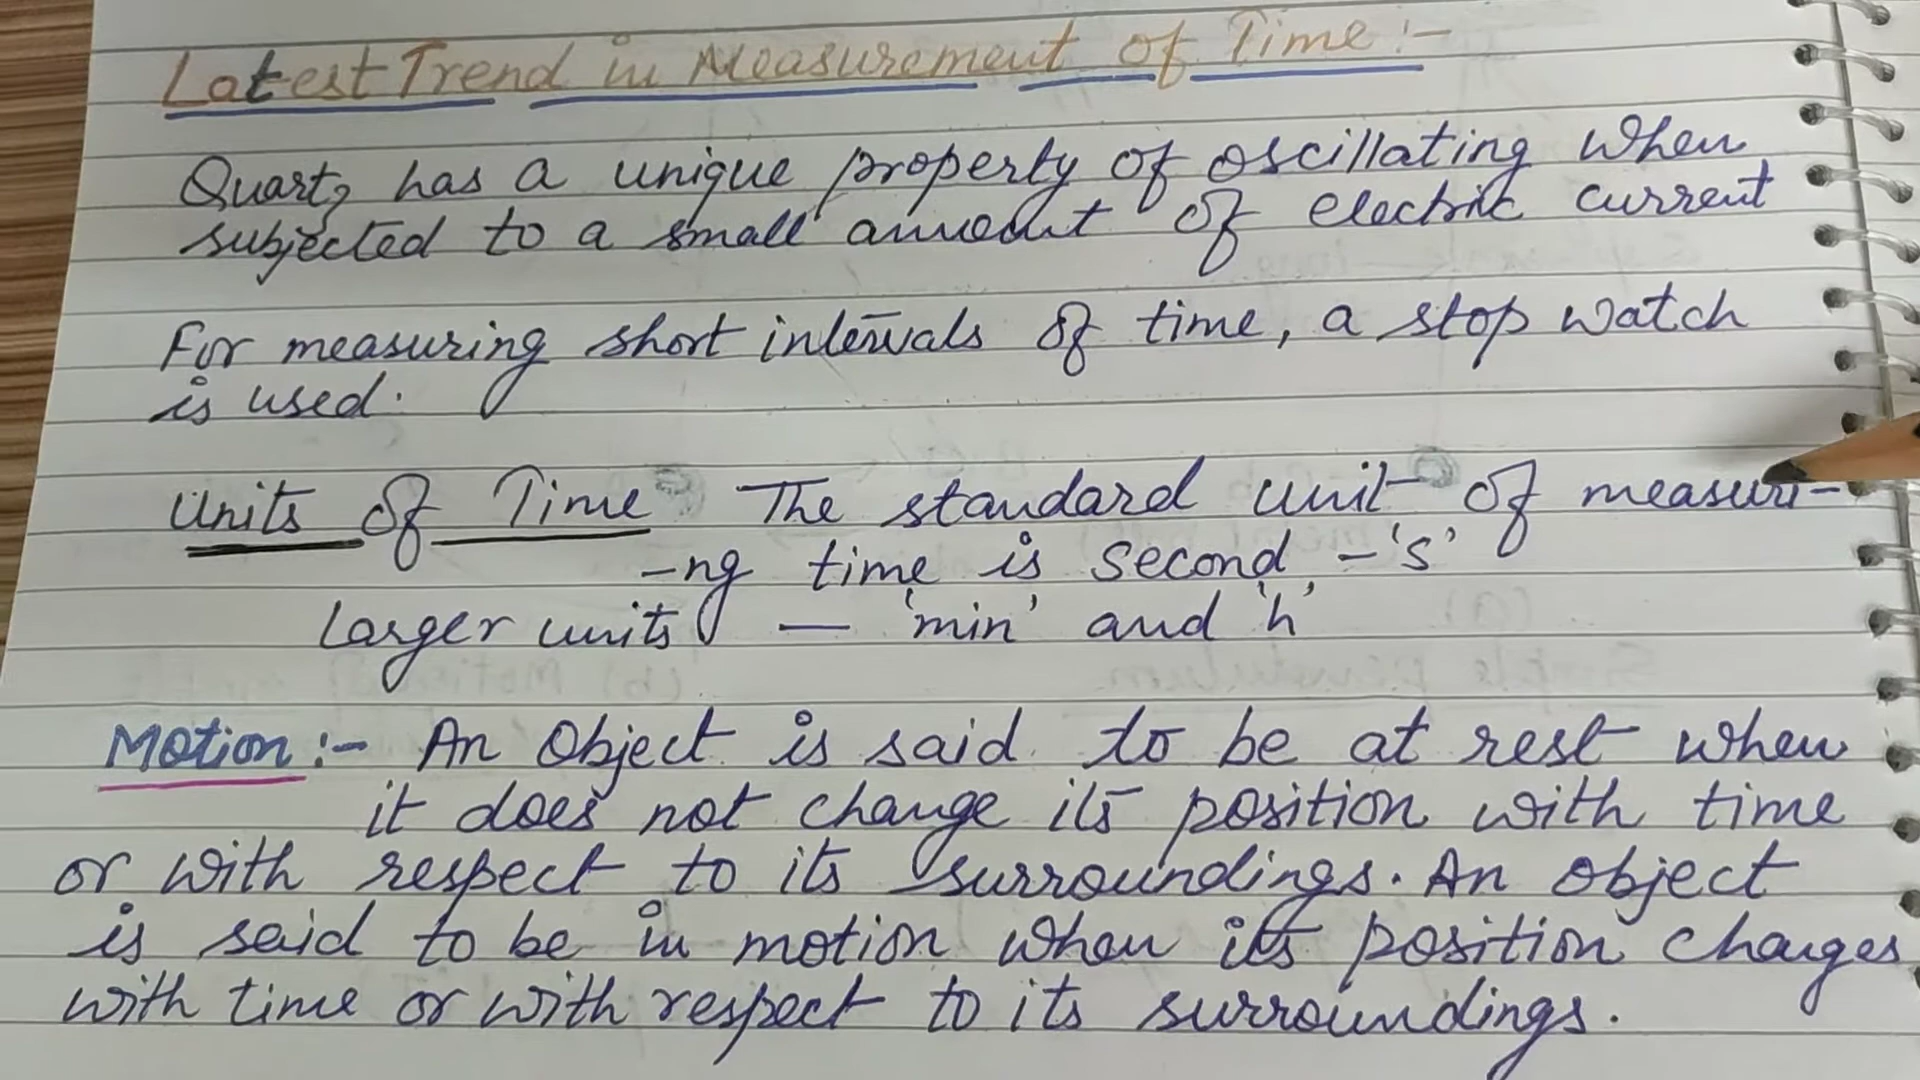 Latest Trend in Measurement of Time :-
Quartz has a unique property of oscillating when
subjected to a small amount of electric current
For measuring short intervals of time, a stop watch
is used.
Units of Time The standard unit of measuri-
-ng time is second - 's'
Larger units — 'min' and 'h'
Motion :- An Object is said to be at rest when
it does not change its position with time
or with respect to its surroundings. An object
is said to be in motion when its position changes
with time or with respect to its surroundings.